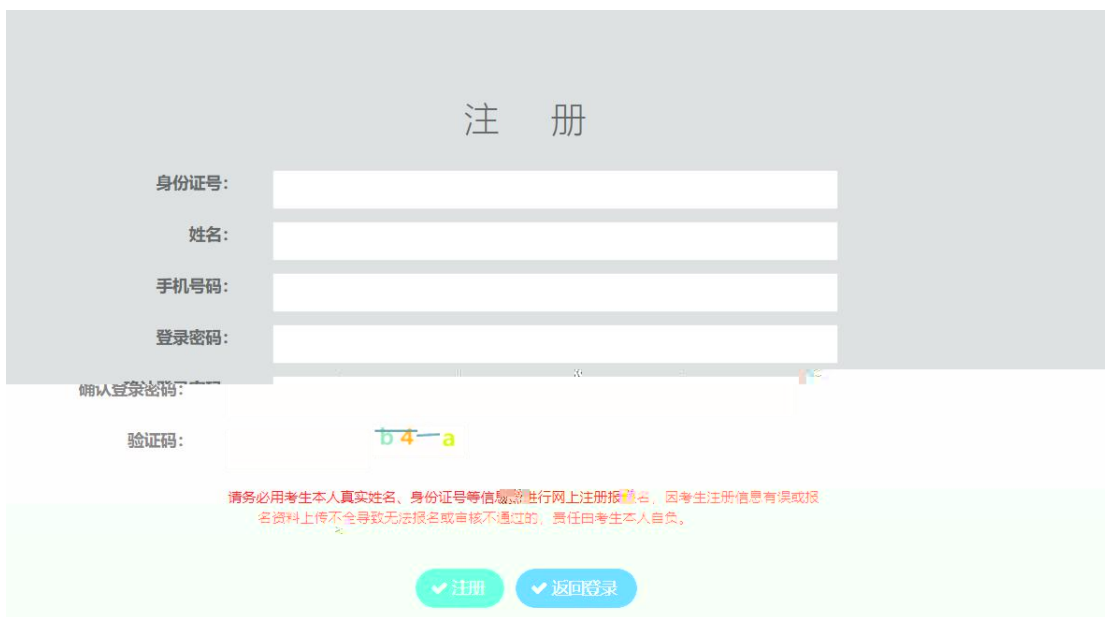 注 册
身份证号：
姓名：
手机号码：
登录密码：
确认登录密码：
验证码：
b4 a
请务必用考生本人真实姓名、身份证号等信息进行网上注册报名，因考生注册信息有误或报
名资料上传不全导致无法报名或审核不通过的，责任由考生本人自负。
注册
返回登录